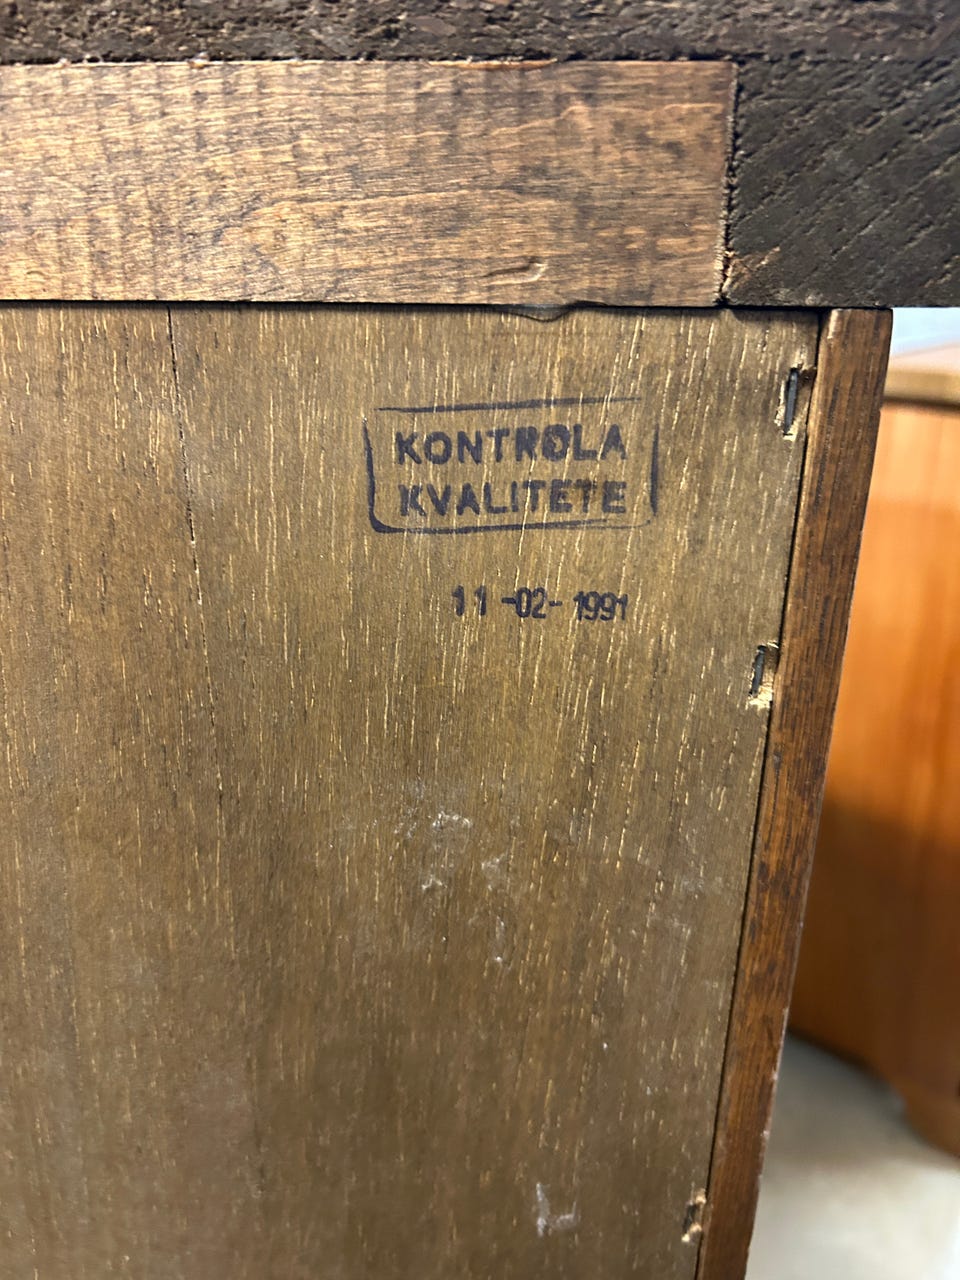 KONTROLA
KVALITETE
11-02-1991